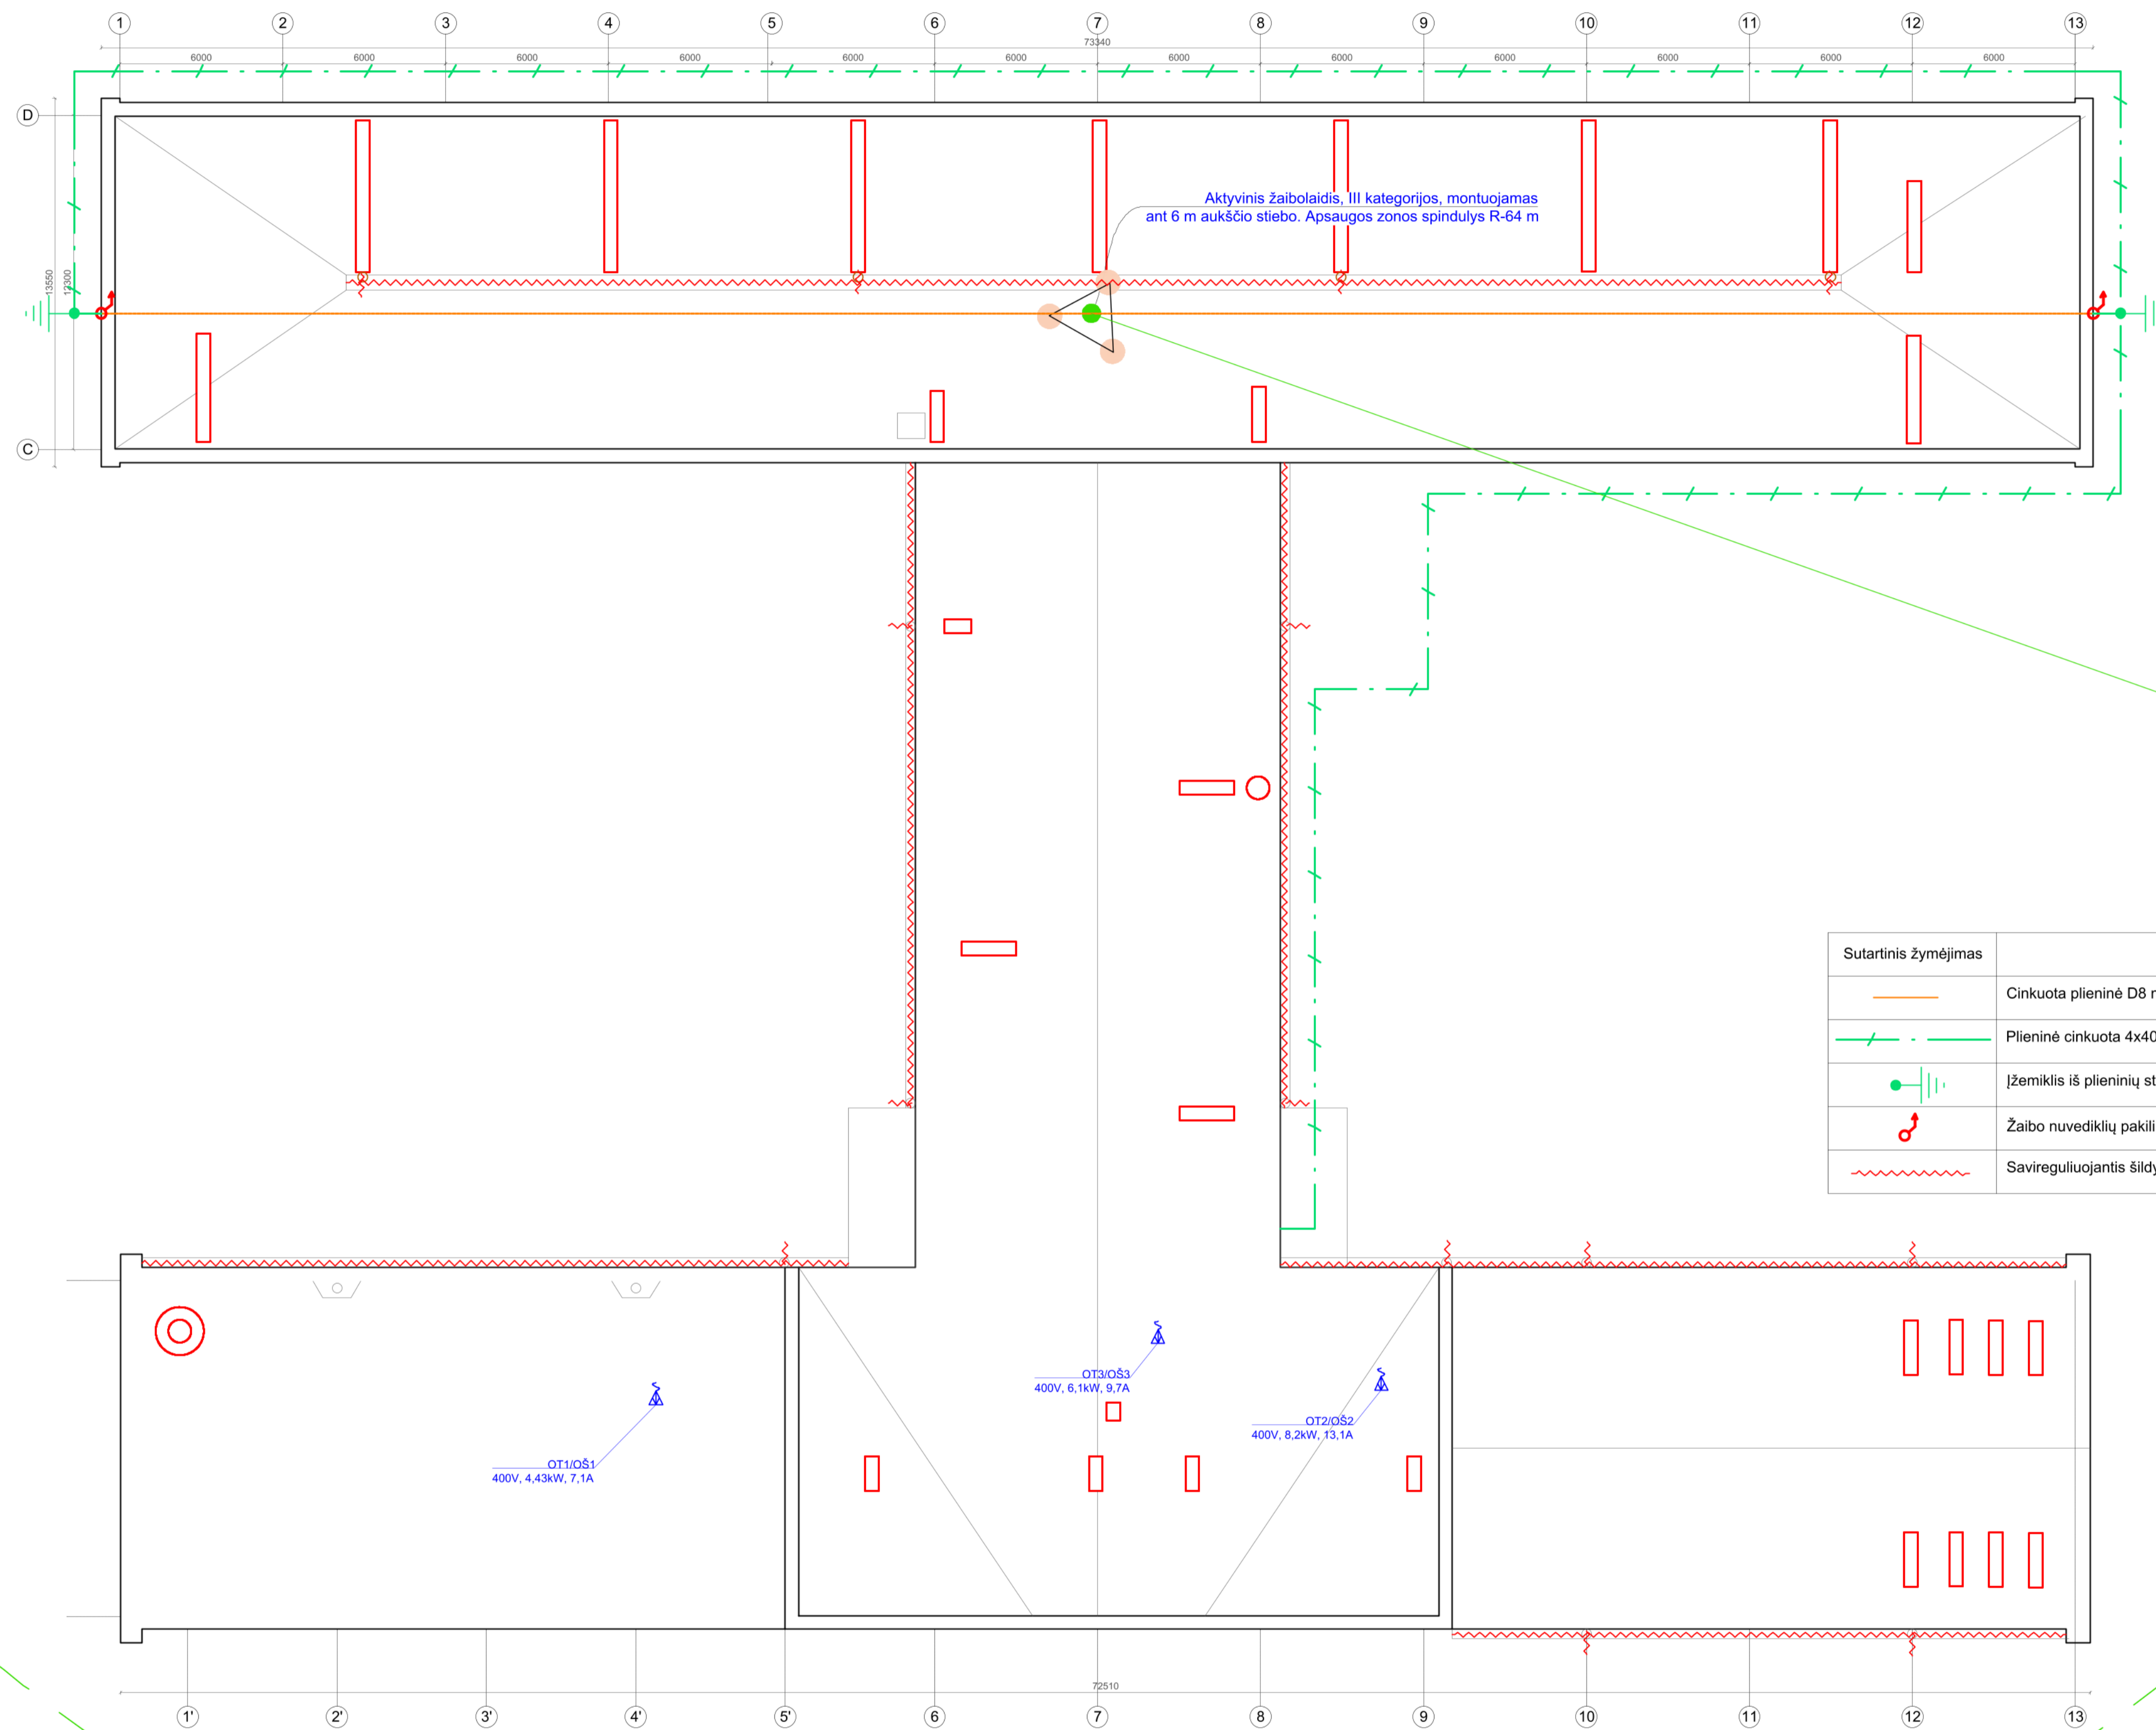 1 2 3 4 5 6 7 8 9 10 11 12 13
73340
6000 6000 6000 6000 6000 6000 6000 6000 6000 6000 6000 6000
D
Aktyvinis žaibolaidis, III kategorijos, montuojamas
ant 6 m aukščio stiebo. Apsaugos zonos spindulys R-64 m
13550
12300
C
Sutartinis žymėjimas
Cinkuota plieninė D8
Plieninė cinkuota 4x40
Įžemiklis iš plieninių
Žaibo nuvediklių
Savireguliuojantis
OT3/OŠ3
400V, 6,1kW, 9,7A
OT2/OŠ2
400V, 8,2kW, 13,1A
OT1/OŠ1
400V, 4,43kW, 7,1A
72510
1' 2' 3' 4' 5' 6 7 8 9 10 11 12 13